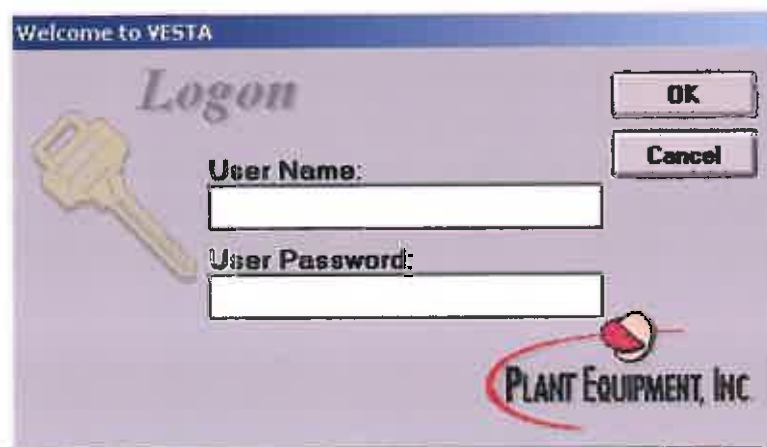 Welcome to VESTA
Logon
OK
Cancel
User Name:
User Password:
PLANT EQUIPMENT, INC